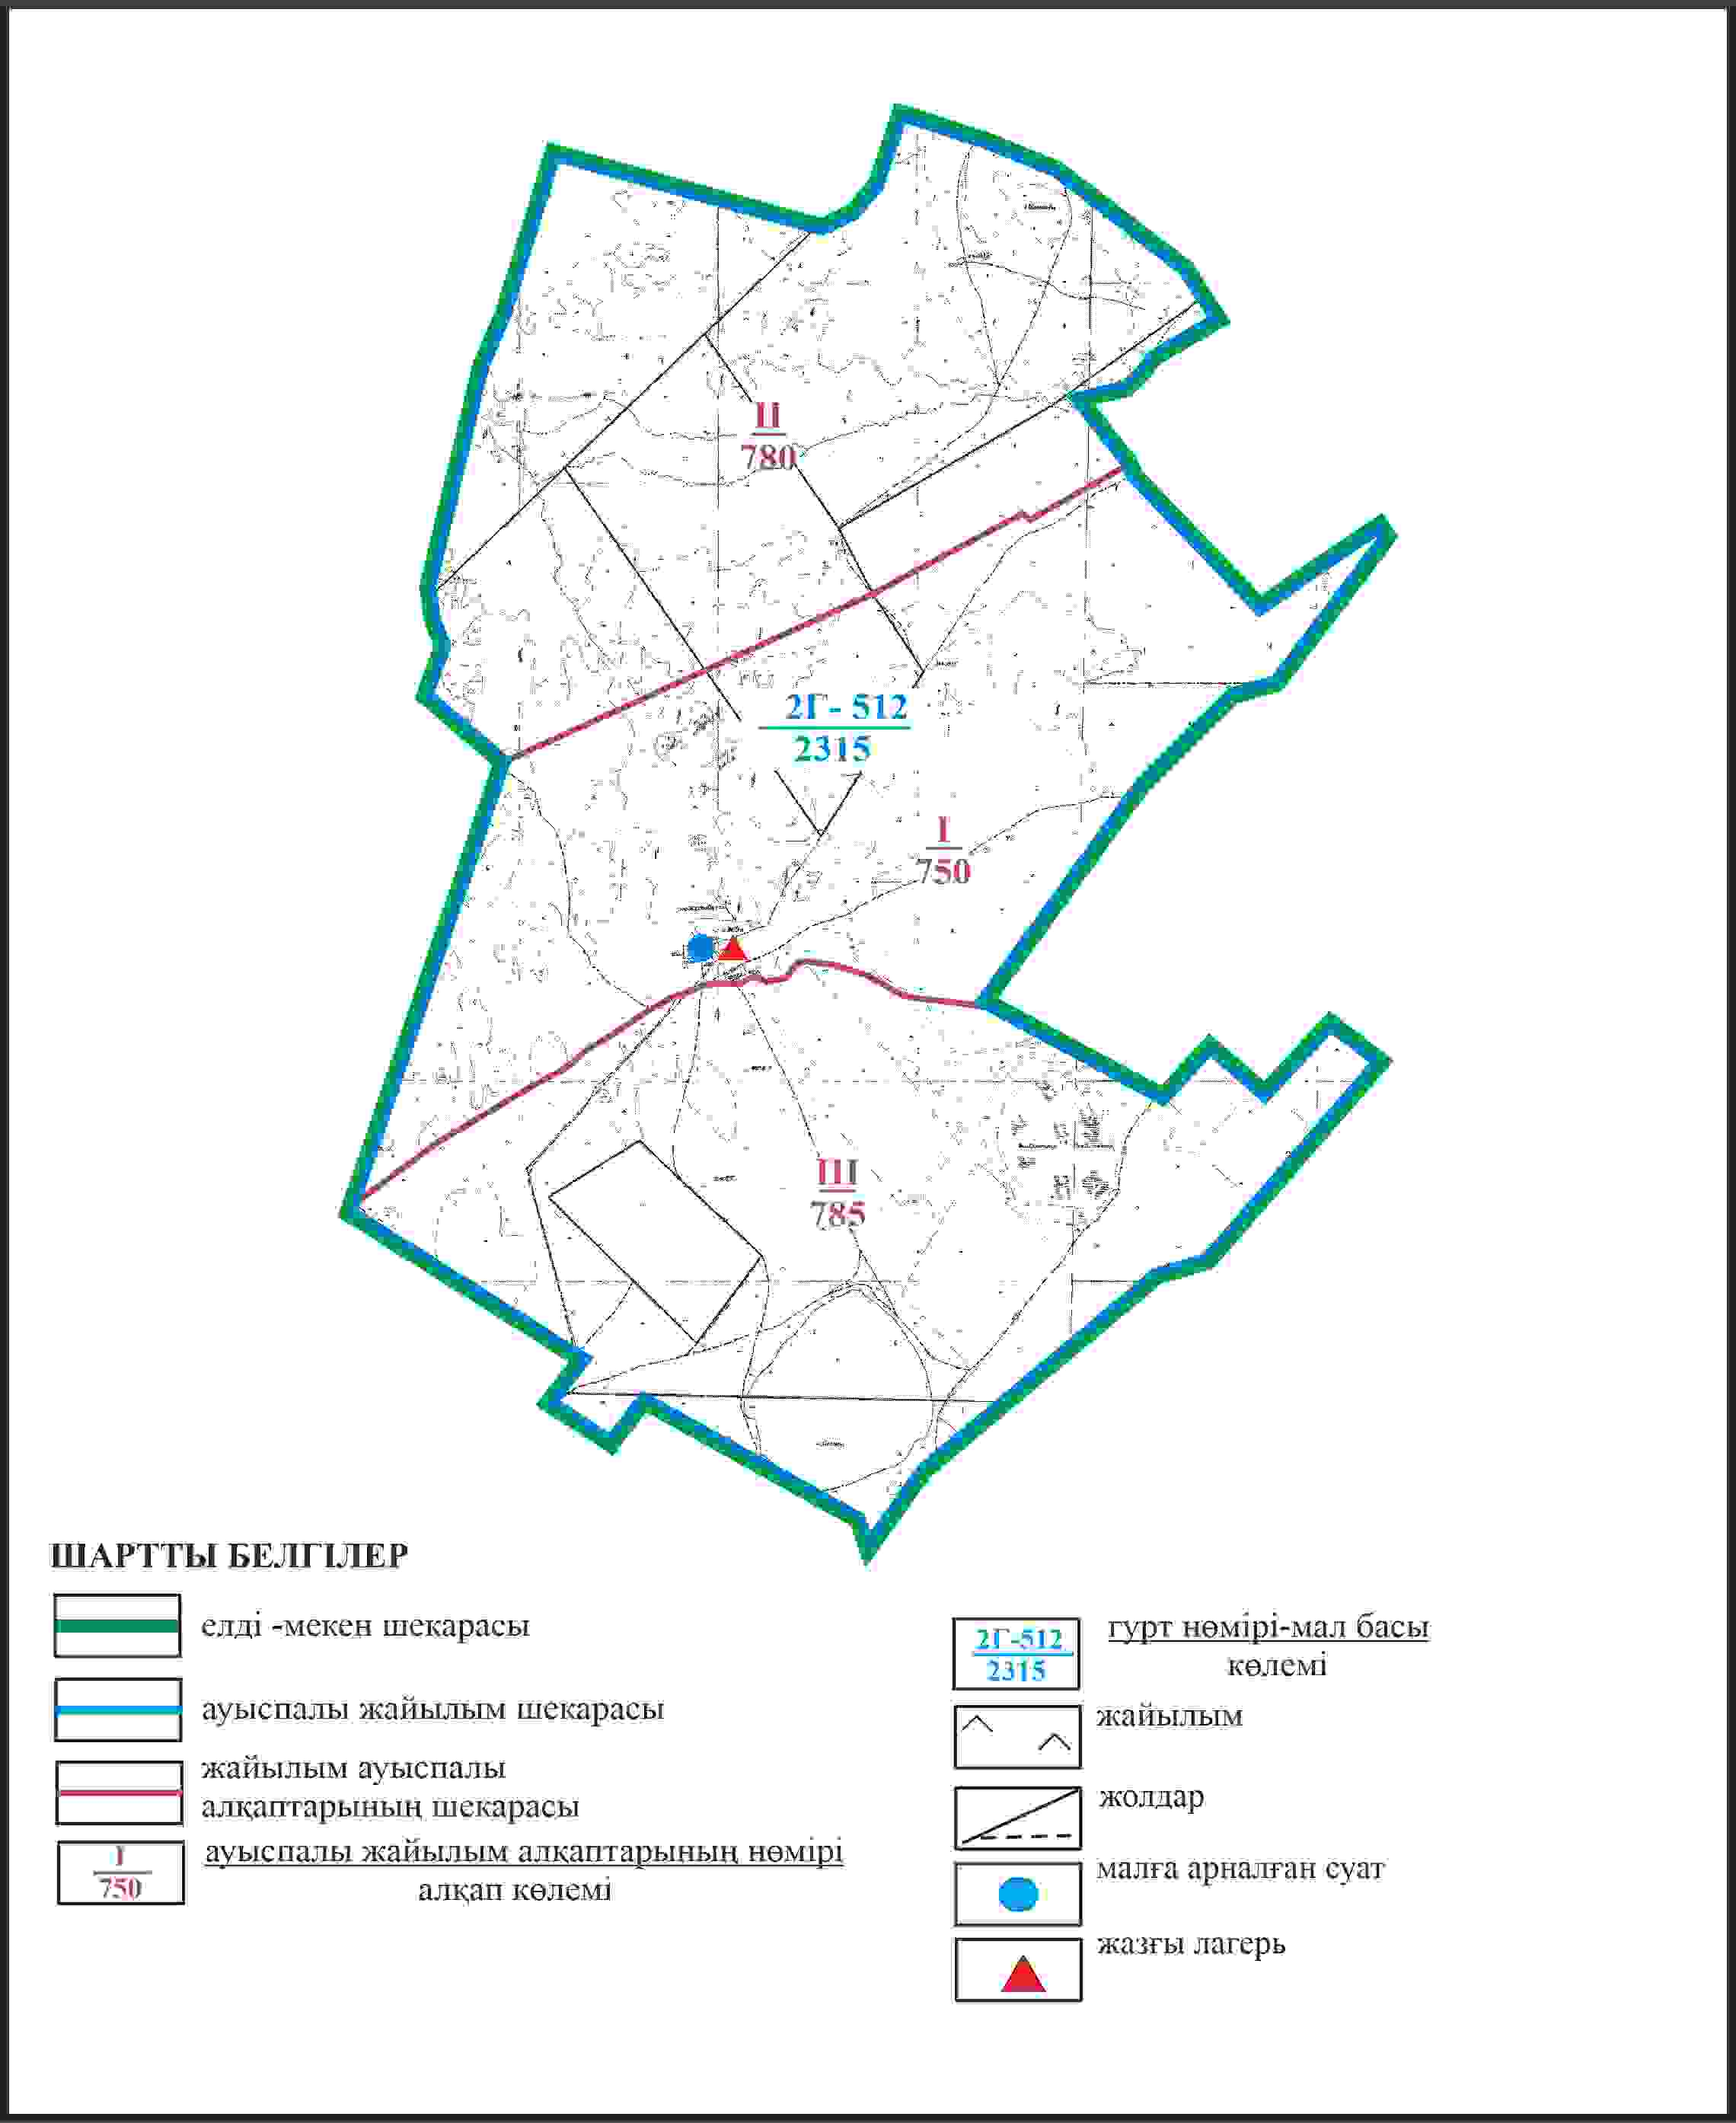 II
780
2Г- 512
2315
I
750
III
785
ШАРТТЫ БЕЛГІЛЕР
елді -мекен шекарасы
ауыспалы жайылым шекарасы
жайылым ауыспалы
алқаптарының шекарасы
I
750
ауыспалы жайылым алқаптарының нөмірі
алқап көлемі
2Г-512
2315
гурт нөмірі-мал басы
көлемі
жайылым
жолдар
малға арналған суат
жазғы лагерь